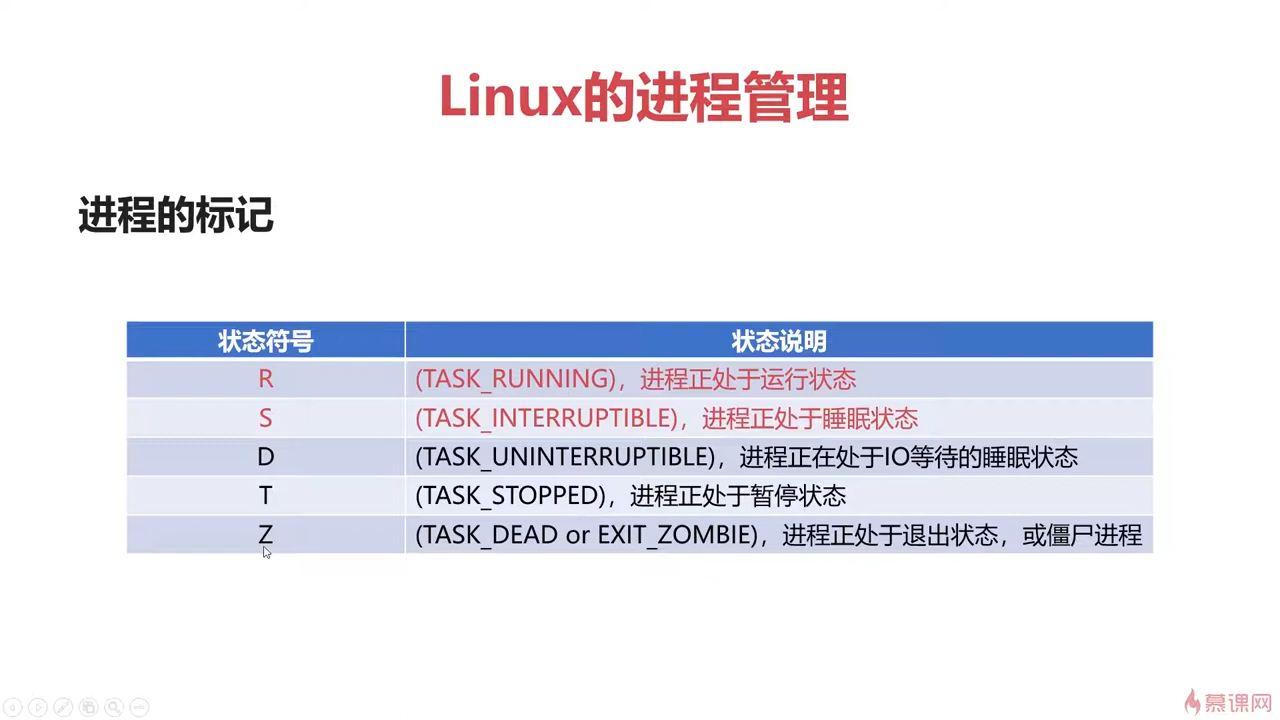 Linux的进程管理
进程的标记
状态符号 状态说明
R (TASK_RUNNING)，进程正处于运行状态
S (TASK_INTERRUPTIBLE)，进程正处于睡眠状态
D (TASK_UNINTERRUPTIBLE)，进程正在处于IO等待的睡眠状态
T (TASK_STOPPED)，进程正处于暂停状态
Z (TASK_DEAD or EXIT_ZOMBIE)，进程正处于退出状态，或僵尸进程
慕课网